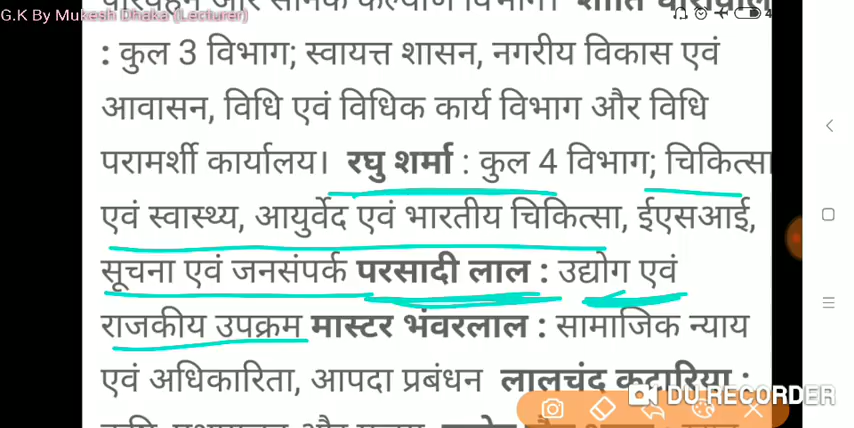 G.K By Mukesh Dhaka (Lecturer)
4
: कुल 3 विभाग; स्वायत्त शासन, नगरीय विकास एवं
आवासन, विधि एवं विधिक कार्य विभाग और विधि
परामर्शी कार्यालय। रघु शर्मा : कुल 4 विभाग; चिकित्सा
एवं स्वास्थ्य, आयुर्वेद एवं भारतीय चिकित्सा, ईएसआई,
सूचना एवं जनसंपर्क परसादी लाल : उद्योग एवं
राजकीय उपक्रम मास्टर भंवरलाल : सामाजिक न्याय
एवं अधिकारिता, आपदा प्रबंधन लालचंद कटारिया :
DU RECORDER